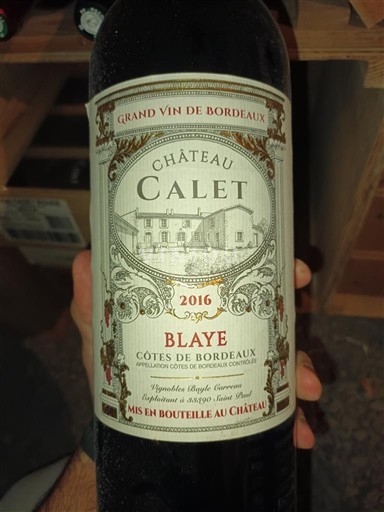 GRAND VIN DE BORDEAUX
CHÂTEAU
CALET
2016
BLAYE
CÔTES DE BORDEAUX
APPELLATION CÔTES DE BORDEAUX CONTRÔLÉE
Vignobles Bayle Carreau
Exploitant à 33390 Saint Paul
MIS EN BOUTEILLE AU CHÂTEAU